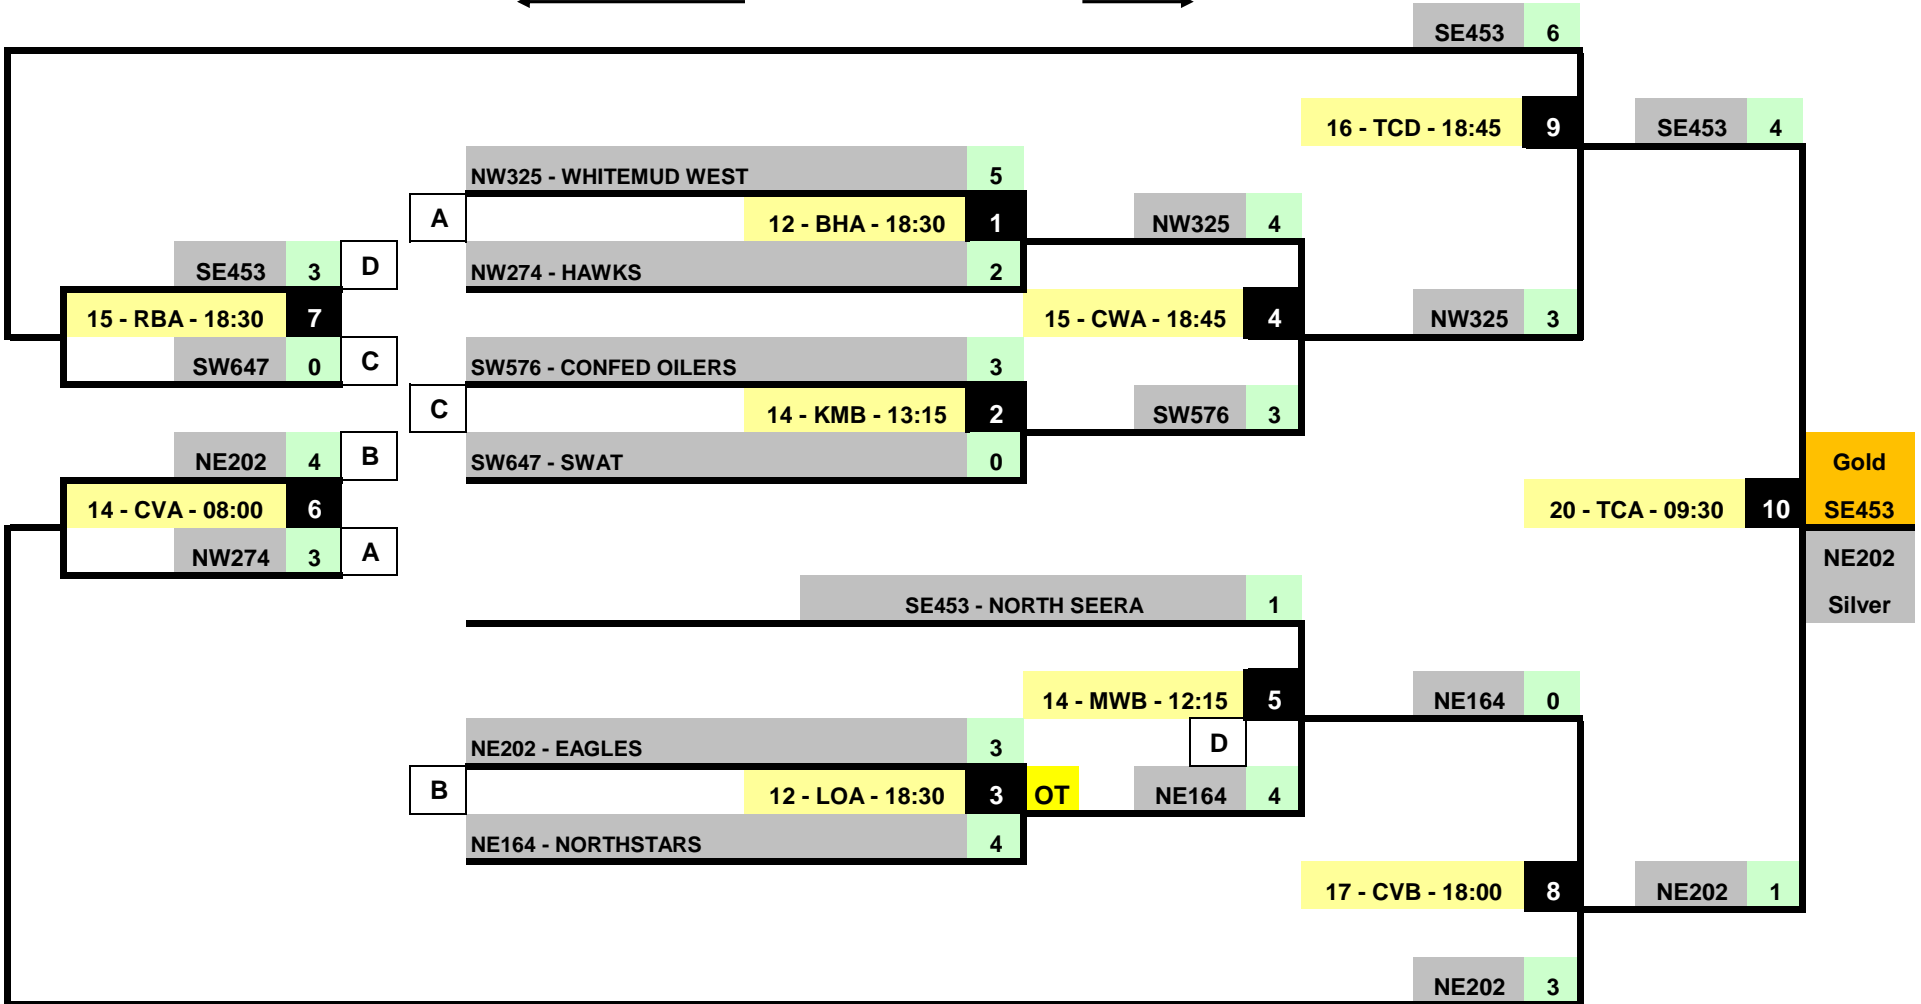 SE453 6
16 - TCD - 18:45 9 SE453 4
NW325 - WHITEMUD WEST 5
A 12 - BHA - 18:30 1 NW325 4
SE453 3 D NW274 - HAWKS 2
15 - RBA - 18:30 7 15 - CWA - 18:45 4 NW325 3
SW647 0 C SW576 - CONFED OILERS 3
C 14 - KMB - 13:15 2 SW576 3
NE202 4 B SW647 - SWAT 0 Gold
14 - CVA - 08:00 6 20 - TCA - 09:30 10 SE453
NW274 3 A NE202
SE453 - NORTH SEERA 1 Silver
14 - MWB - 12:15 5 NE164 0
NE202 - EAGLES 3 D
B 12 - LOA - 18:30 3 OT NE164 4
NE164 - NORTHSTARS 4
17 - CVB - 18:00 8 NE202 1
NE202 3